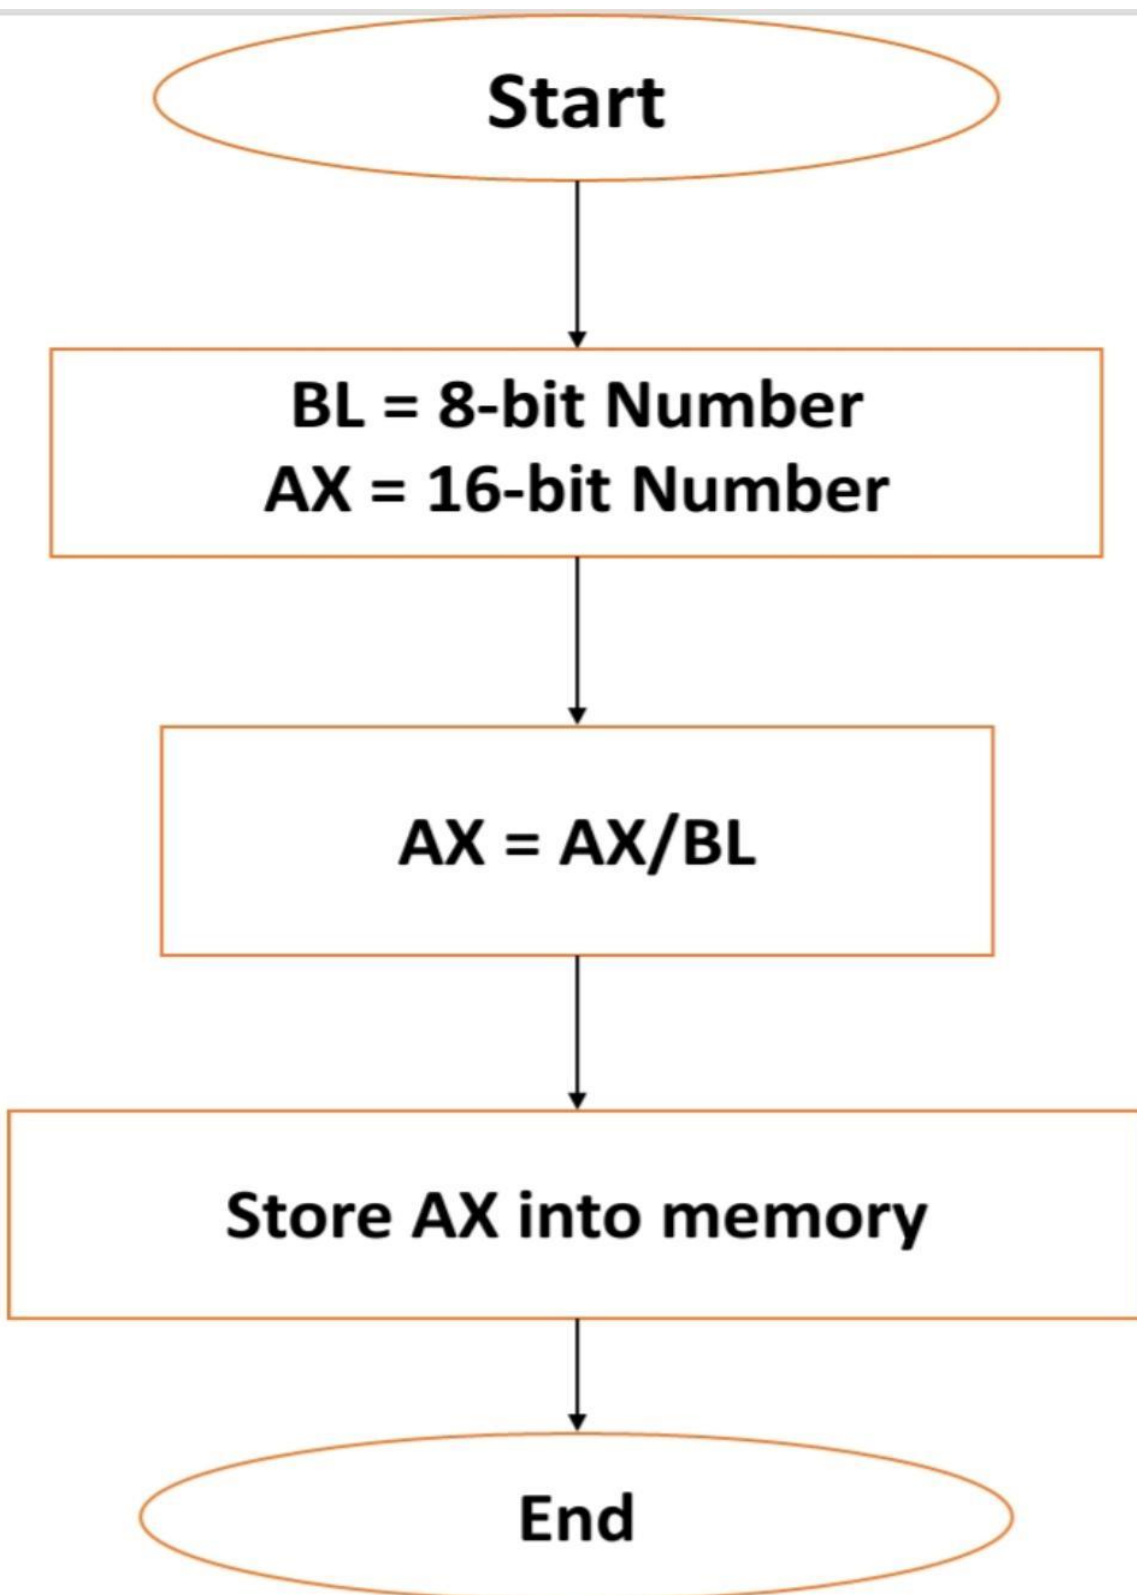 Start
BL = 8-bit Number
AX = 16-bit Number
AX = AX/BL
Store AX into memory
End